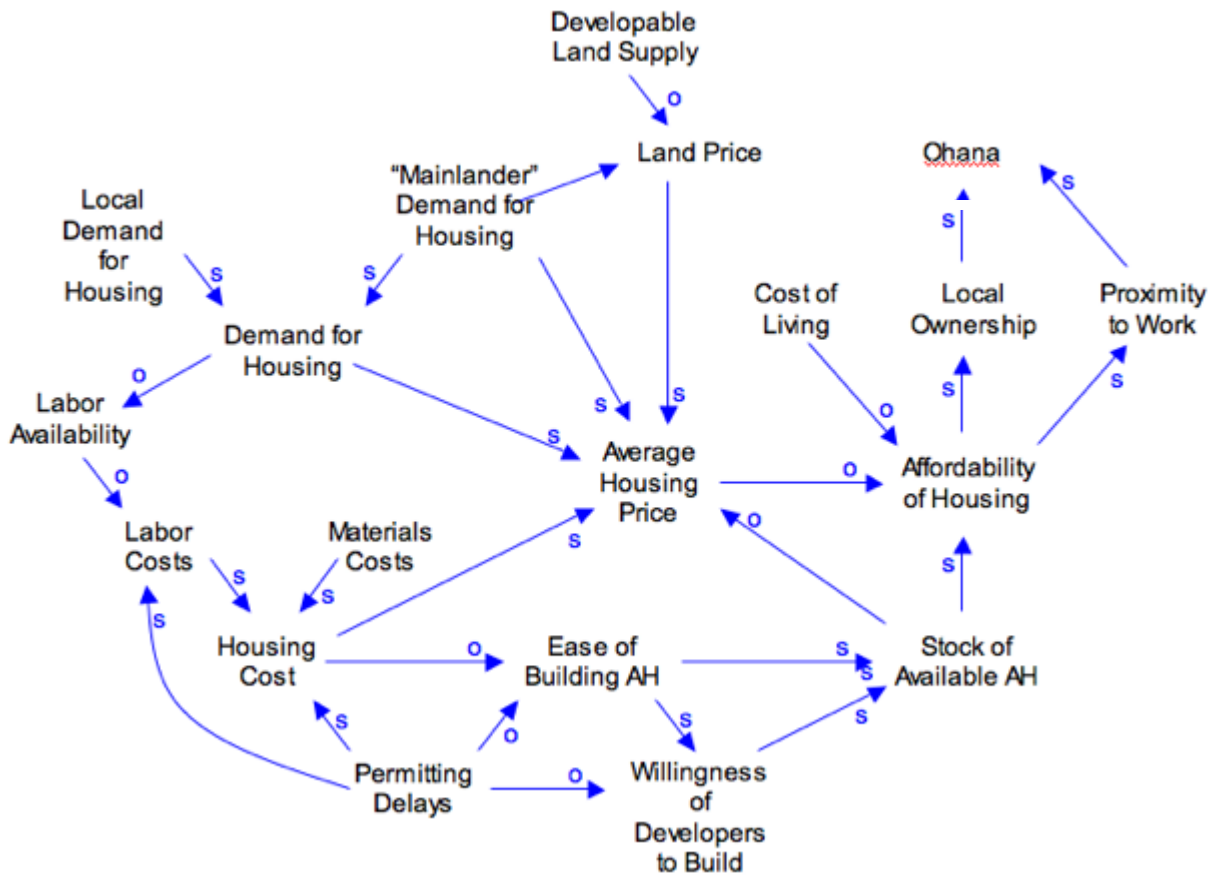 Developable
Land Supply
o
Land Price
Ohana
"Mainlander"
Demand for
Housing
Local
Demand
for
Housing
s
s
s
s
Cost of
Living
Local
Ownership
Proximity
to Work
Demand for
Housing
o
s
s
s
o
s
s
Labor
Availability
o
s
Average
Housing
Price
o
Affordability
of Housing
Labor
Costs
Materials
Costs
s
s
s
o
s
s
Housing
Cost
o
Ease of
Building AH
s
s
Stock of
Available AH
s
o
s
s
Permitting
Delays
o
Willingness
of
Developers
to Build